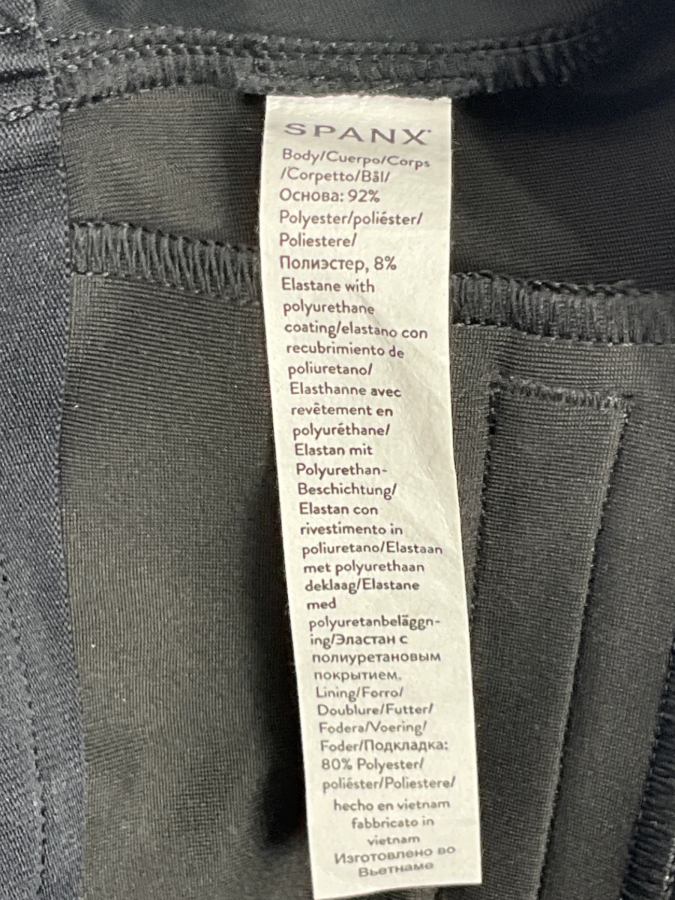 SPANX®
Body/Cuerpo/Corps
/Corpetto/Bål/
Основа: 92%
Polyester/poliéster/
Poliestere/
Полиэстер, 8%
Elastane with
polyurethane
coating/elastano con
recubrimiento de
poliuretano/
Elasthanne avec
revêtement en
polyuréthane/
Elastan mit
Polyurethan-
Beschichtung/
Elastan con
rivestimento in
poliuretano/Elastaan
met polyurethaan
deklaag/Elastane
med
polyuretanbeläggn-
ing/Эластан с
полиуретановым
покрытием.
Lining/Forro/
Doublure/Futter/
Fodera/Voering/
Foder/Подкладка:
80% Polyester/
poliéster/Poliestere/
hecho en vietnam
fabbricato in
vietnam
Изготовлено во
Вьетнаме